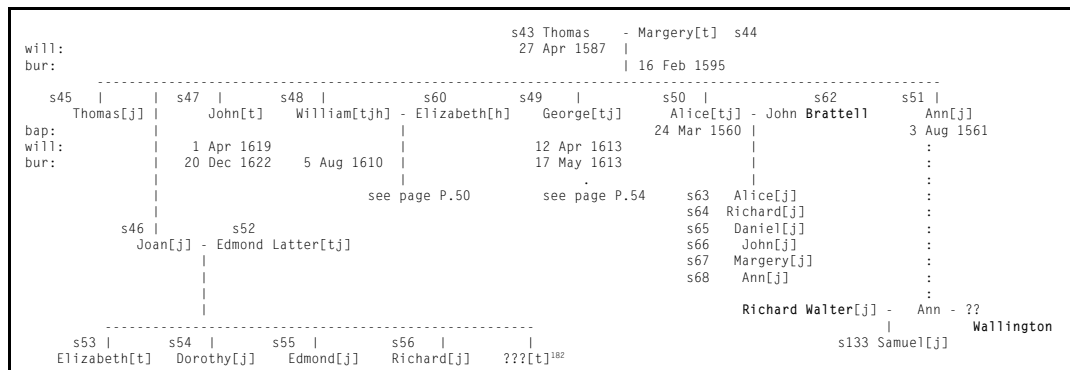 s43 Thomas - Margery[t] s44
will: 27 Apr 1587 |
bur: | 16 Feb 1595
s45 | | s47 | s48 | s60 s49 | s50 | s62 s51 |
Thomas[j] | John[t] William[tjh] - Elizabeth[h] George[tj] Alice[tj] - John Brattell Ann[j]
bap: | | 24 Mar 1560 | 3 Aug 1561
will: | 1 Apr 1619 | 12 Apr 1613 | :
bur: | 20 Dec 1622 5 Aug 1610 | 17 May 1613 | :
| | . | :
| see page P.50 see page P.54 s63 Alice[j] :
| s64 Richard[j] :
s46 | s52 s65 Daniel[j] :
Joan[j] - Edmond Latter[tj] s66 John[j] :
| s67 Margery[j] :
| s68 Ann[j] :
| :
| Richard Walter[j] - Ann - ??
| Wallington
s53 | s54 | s55 | s56 | | s133 Samuel[j]
Elizabeth[t] Dorothy[j] Edmond[j] Richard[j] ???[t]182